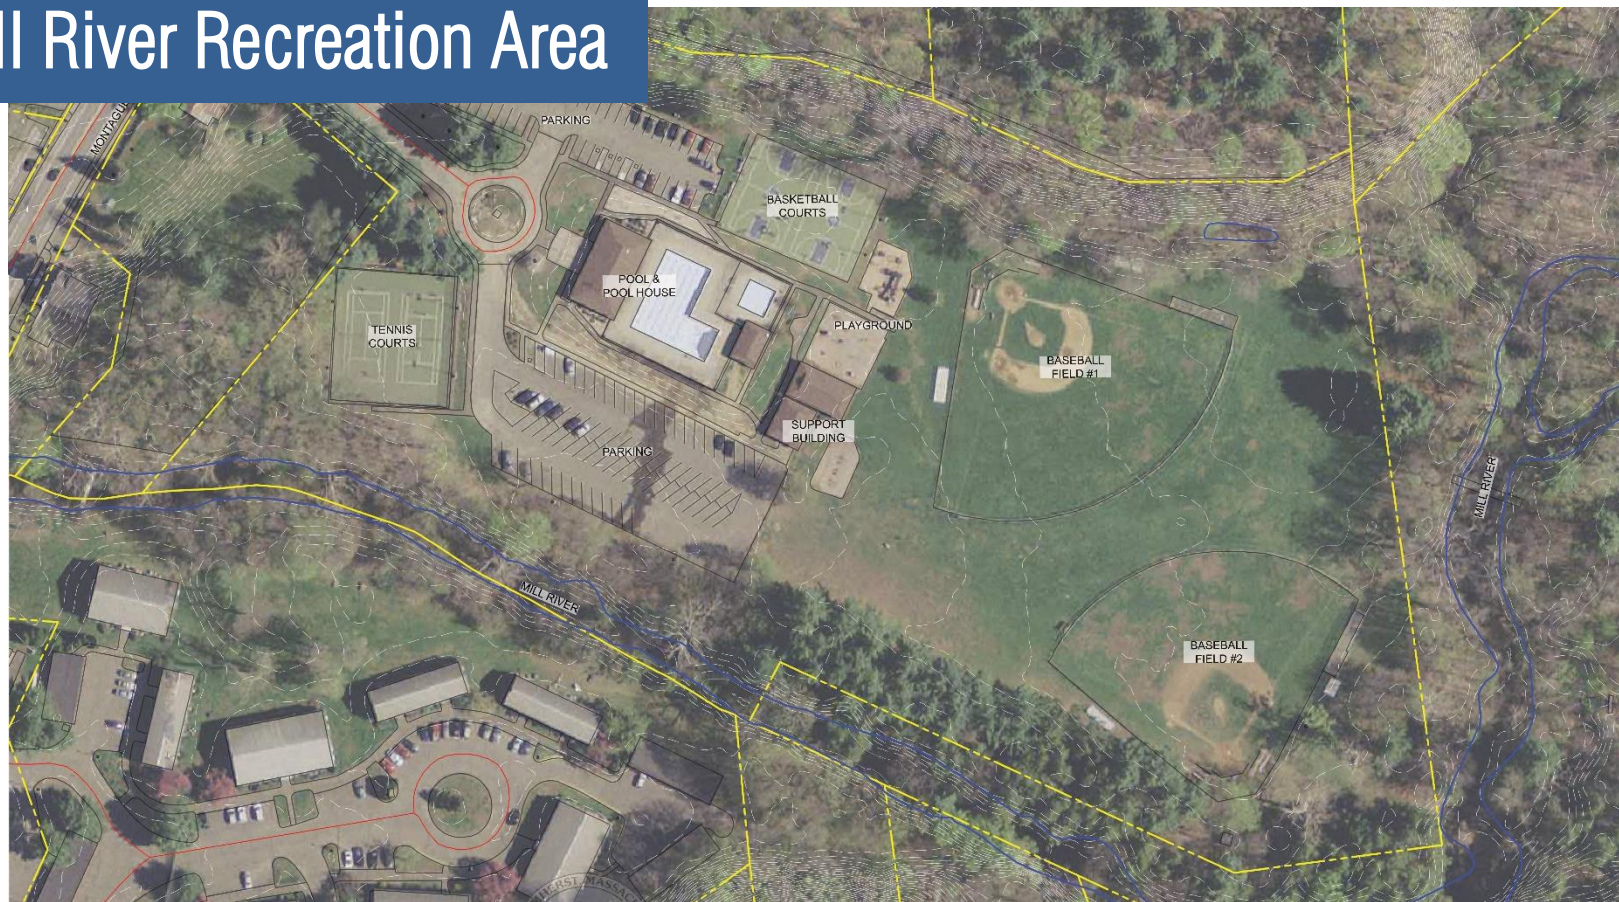 ll River Recreation Area
PARKING
BASKETBALL
COURTS
POOL &
POOL HOUSE
TENNIS
COURTS
PLAYGROUND
BASEBALL
FIELD #1
SUPPORT
BUILDING
PARKING
MILL RIVER
MILL RIVER
BASEBALL
FIELD #2